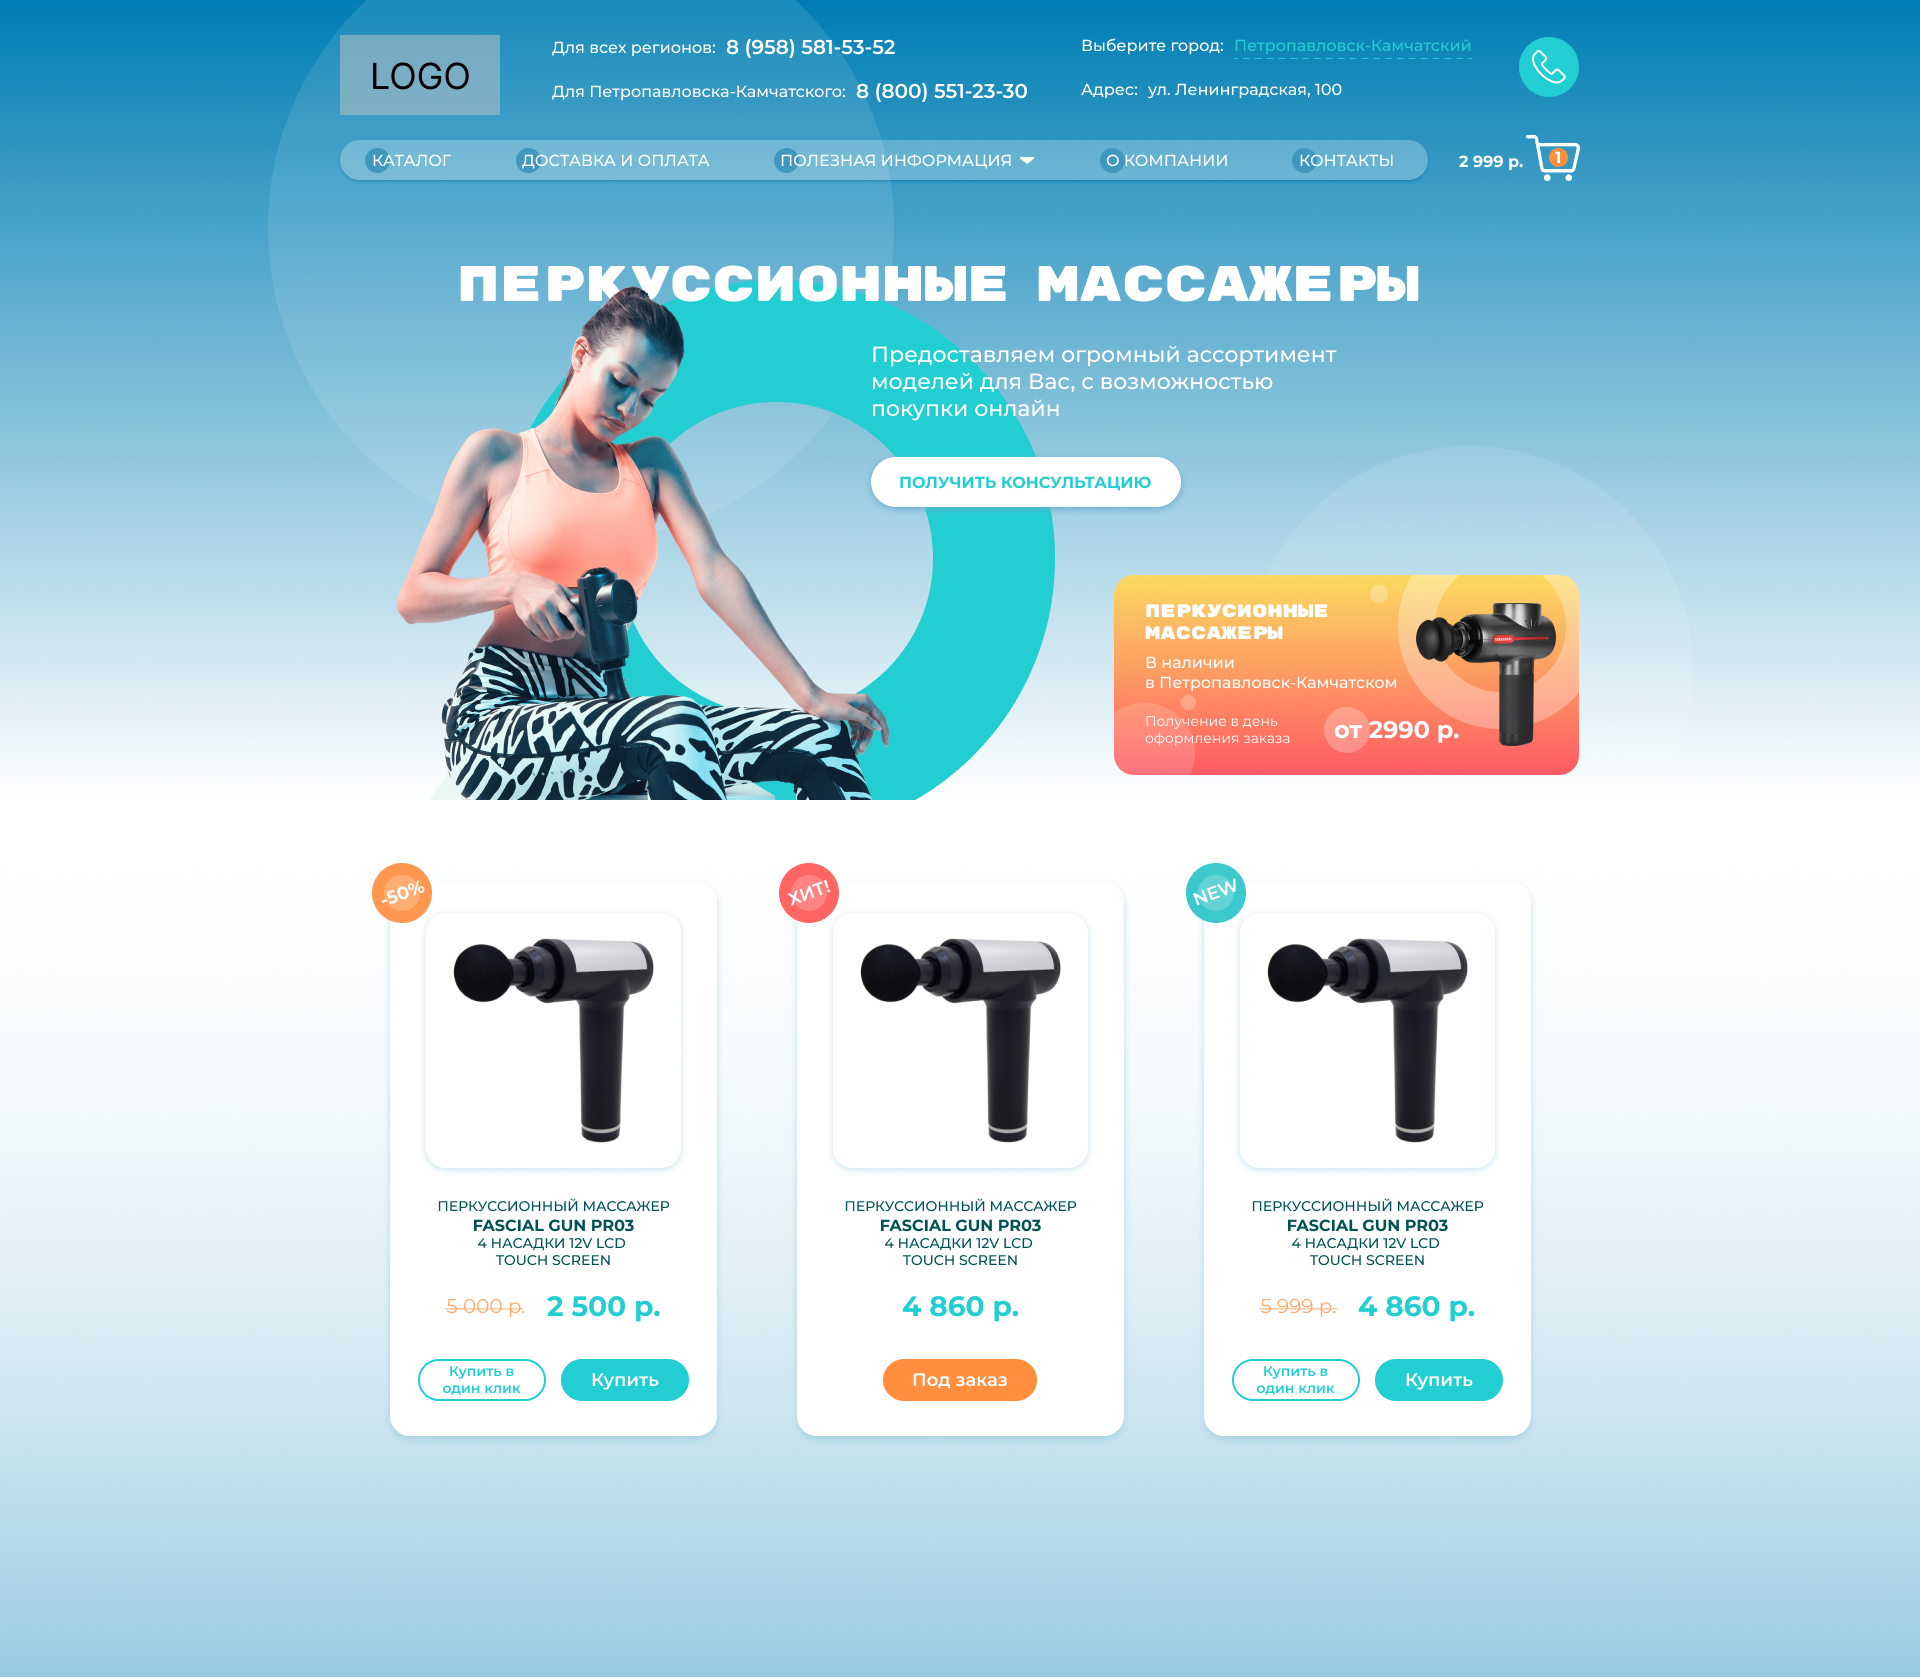 LOGO
Для всех регионов: 8 (958) 581-53-52
Для Петропавловска-Камчатского: 8 (800) 551-23-30
Выберите город: Петропавловск-Камчатский
Адрес: ул. Ленинградская, 100
КАТАЛОГ
ДОСТАВКА И ОПЛАТА
ПОЛЕЗНАЯ ИНФОРМАЦИЯ
О КОМПАНИИ
КОНТАКТЫ
2 999 р.
1
ПЕРКУССИОННЫЕ МАССАЖЕРЫ
Предоставляем огромный ассортимент
моделей для Вас, с возможностью
покупки онлайн
ПОЛУЧИТЬ КОНСУЛЬТАЦИЮ
ПЕРКУСИОННЫЕ
МАССАЖЕРЫ
В наличии
в Петропавловск-Камчатском
Получение в день
оформления заказа
от 2990 р.
-50%
ПЕРКУССИОННЫЙ МАССАЖЕР
FASCIAL GUN PR03
4 НАСАДКИ 12V LCD
TOUCH SCREEN
5 000 р. 2 500 р.
Купить в
один клик
Купить
ХИТ!
ПЕРКУССИОННЫЙ МАССАЖЕР
FASCIAL GUN PR03
4 НАСАДКИ 12V LCD
TOUCH SCREEN
4 860 р.
Под заказ
NEW
ПЕРКУССИОННЫЙ МАССАЖЕР
FASCIAL GUN PR03
4 НАСАДКИ 12V LCD
TOUCH SCREEN
5 999 р. 4 860 р.
Купить в
один клик
Купить